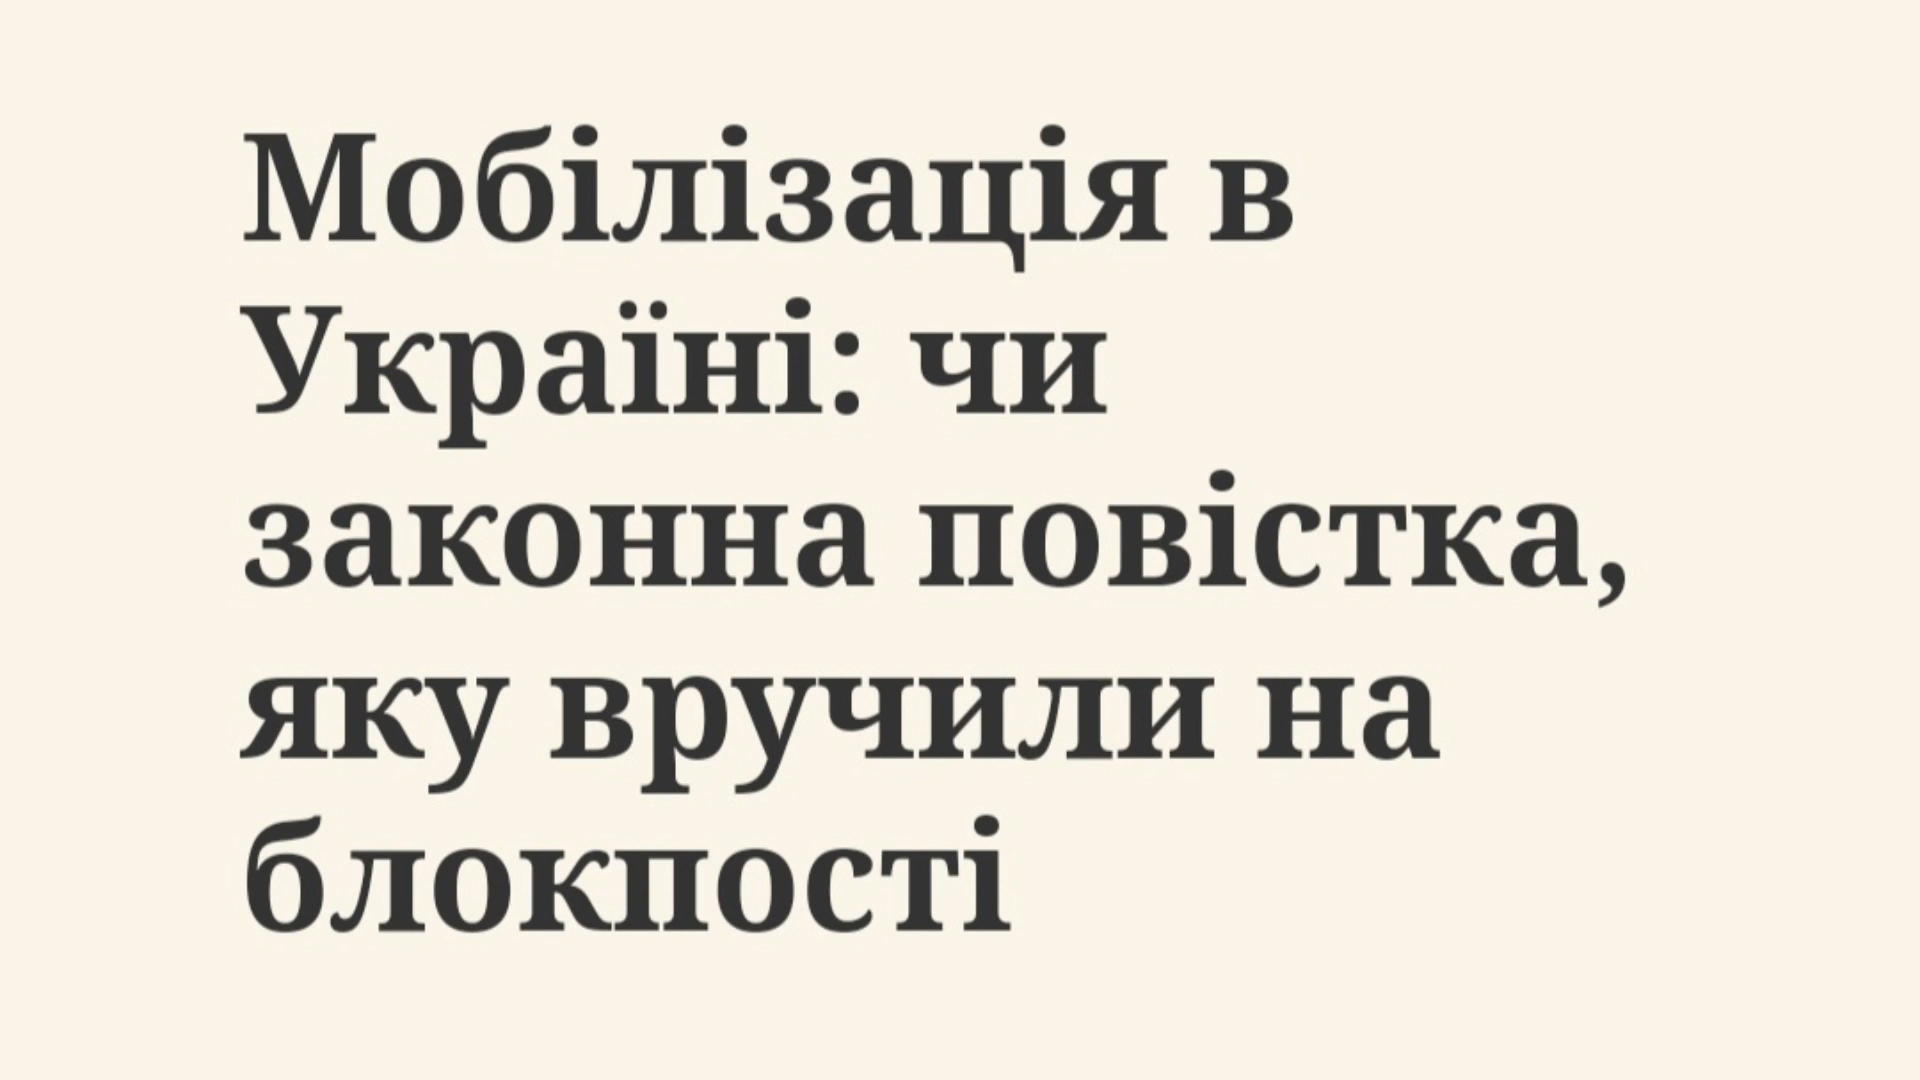 Мобілізація в
Україні: чи
законна повістка,
яку вручили на
блокпості